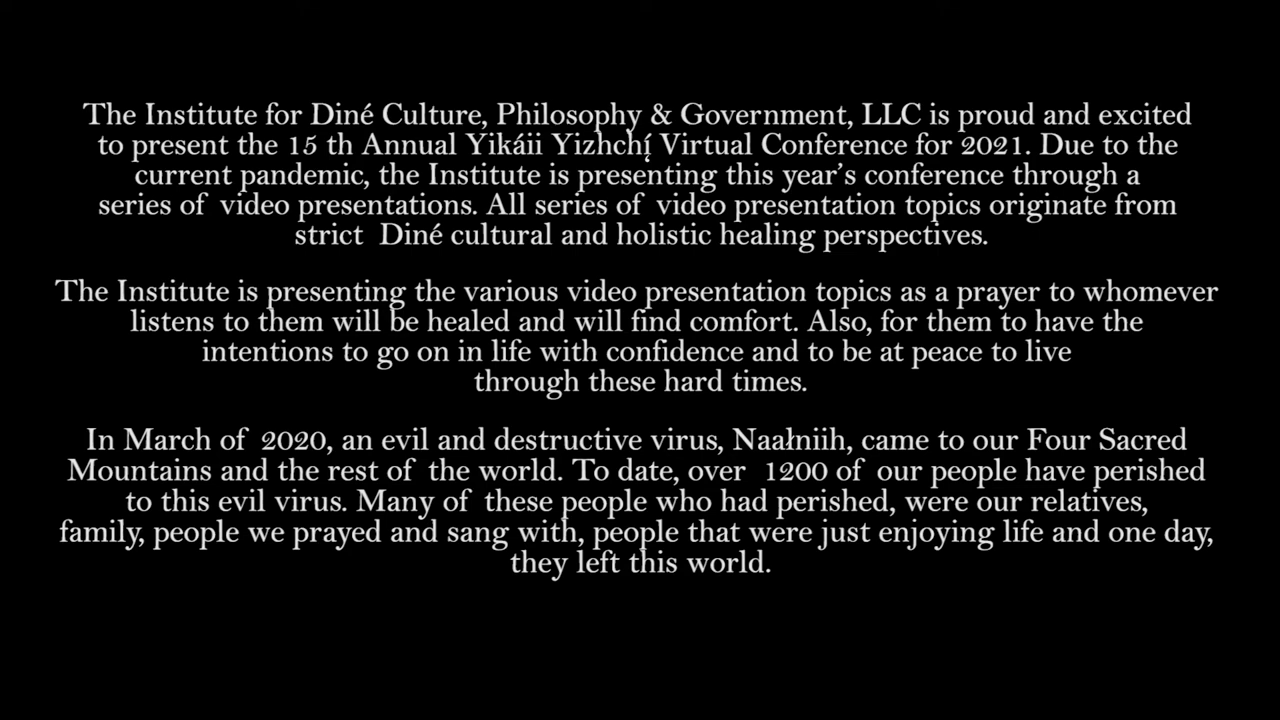 The Institute for Diné Culture, Philosophy & Government, LLC is proud and excited
to present the 15 th Annual Yikáii Yizhchį́ Virtual Conference for 2021. Due to the
current pandemic, the Institute is presenting this year’s conference through a
series of video presentations. All series of video presentation topics originate from
strict Diné cultural and holistic healing perspectives.
The Institute is presenting the various video presentation topics as a prayer to whomever
listens to them will be healed and will find comfort. Also, for them to have the
intentions to go on in life with confidence and to be at peace to live
through these hard times.
In March of 2020, an evil and destructive virus, Naałniih, came to our Four Sacred
Mountains and the rest of the world. To date, over 1200 of our people have perished
to this evil virus. Many of these people who had perished, were our relatives,
family, people we prayed and sang with, people that were just enjoying life and one day,
they left this world.